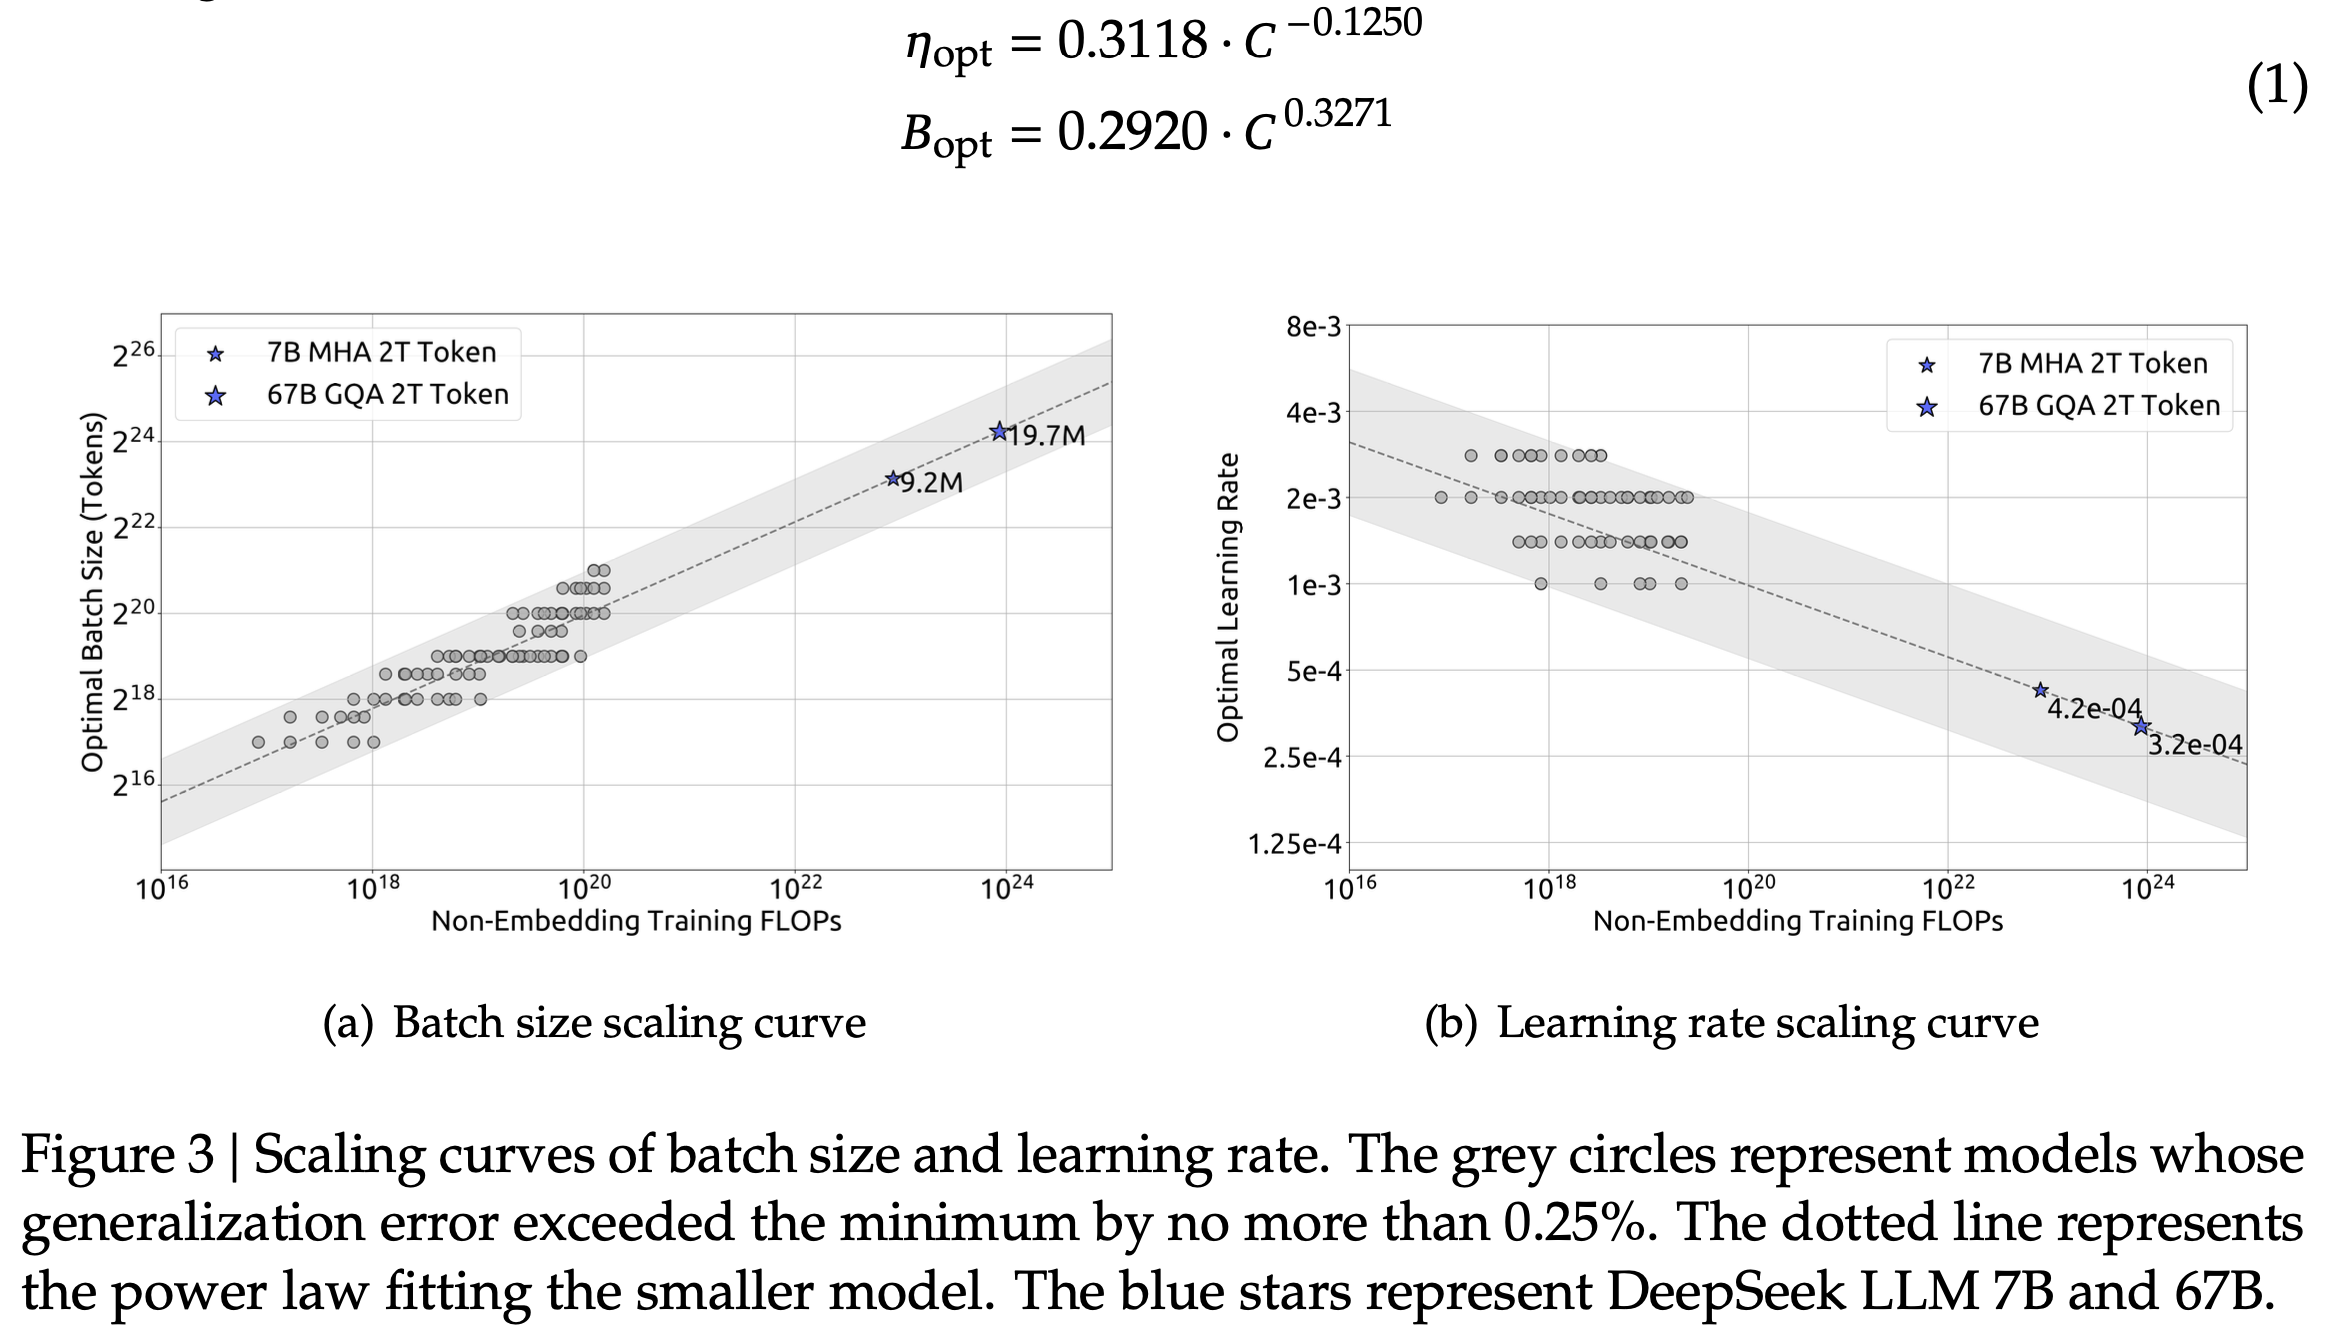 η_opt = 0.3118 · C^{−0.1250}
B_opt = 0.2920 · C^{0.3271}
(1)
7B MHA 2T Token
67B GQA 2T Token
Optimal Batch Size (Tokens)
2^26
2^24
2^22
2^20
2^18
2^16
19.7M
9.2M
10^16
10^18
10^20
10^22
10^24
Non-Embedding Training FLOPs
(a) Batch size scaling curve
7B MHA 2T Token
67B GQA 2T Token
Optimal Learning Rate
8e-3
4e-3
2e-3
1e-3
5e-4
2.5e-4
1.25e-4
4.2e-04
3.2e-04
10^16
10^18
10^20
10^22
10^24
Non-Embedding Training FLOPs
(b) Learning rate scaling curve
Figure 3 | Scaling curves of batch size and learning rate. The grey circles represent models whose
generalization error exceeded the minimum by no more than 0.25%. The dotted line represents
the power law fitting the smaller model. The blue stars represent DeepSeek LLM 7B and 67B.